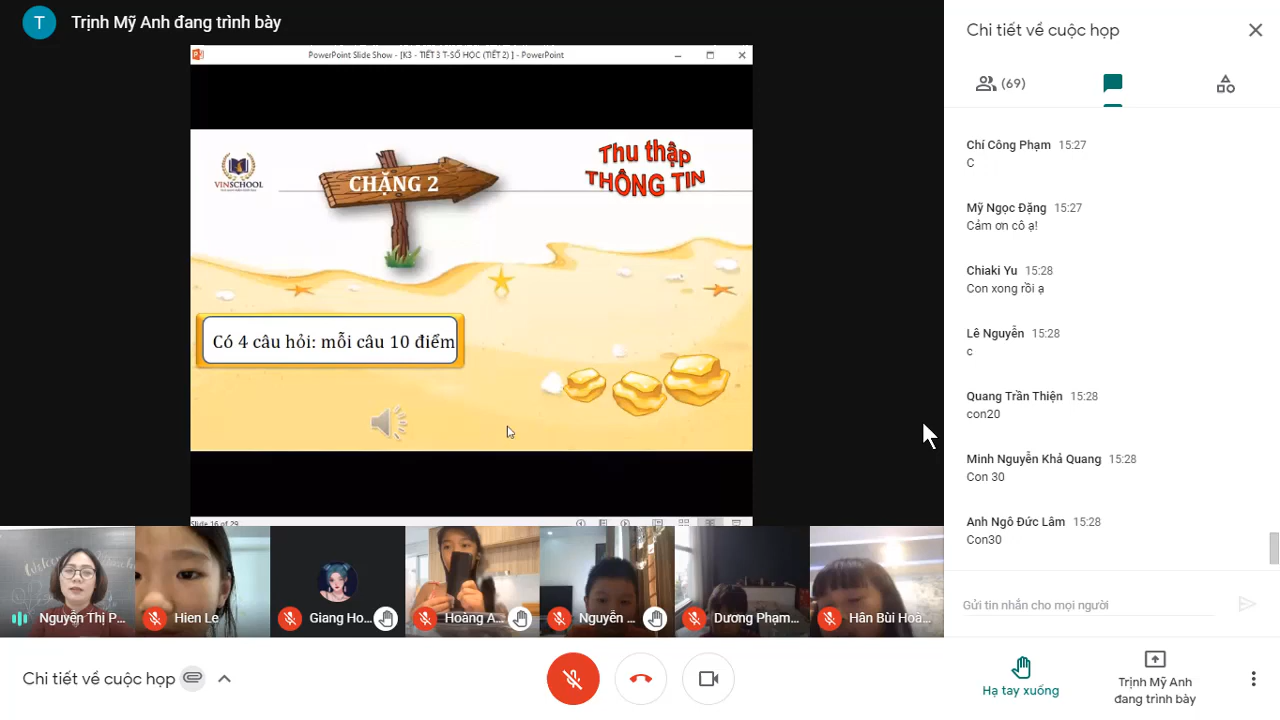 T
Trịnh Mỹ Anh đang trình bày
PowerPoint Slide Show - [K3 - TIẾT 3 T-SỐ HỌC (TIẾT 2) ] - PowerPoint
VINSCHOOL
CHẶNG 2
Thu thập
THÔNG TIN
Có 4 câu hỏi: mỗi câu 10 điểm
Slide 16 of 29
Nguyễn Thị P...
Hien Le
Giang Ho...
Hoàng A...
Nguyễn ...
Dương Phạm...
Hân Bùi Hoà...
Chi tiết về cuộc họp
Chi tiết về cuộc họp
(69)
Chí Công Phạm 15:27
C
Mỹ Ngọc Đặng 15:27
Cảm ơn cô ạ!
Chiaki Yu 15:28
Con xong rồi ạ
Lê Nguyễn 15:28
c
Quang Trần Thiện 15:28
con20
Minh Nguyễn Khả Quang 15:28
Con 30
Anh Ngô Đức Lâm 15:28
Con30
Gửi tin nhắn cho mọi người
Hạ tay xuống
Trịnh Mỹ Anh
đang trình bày